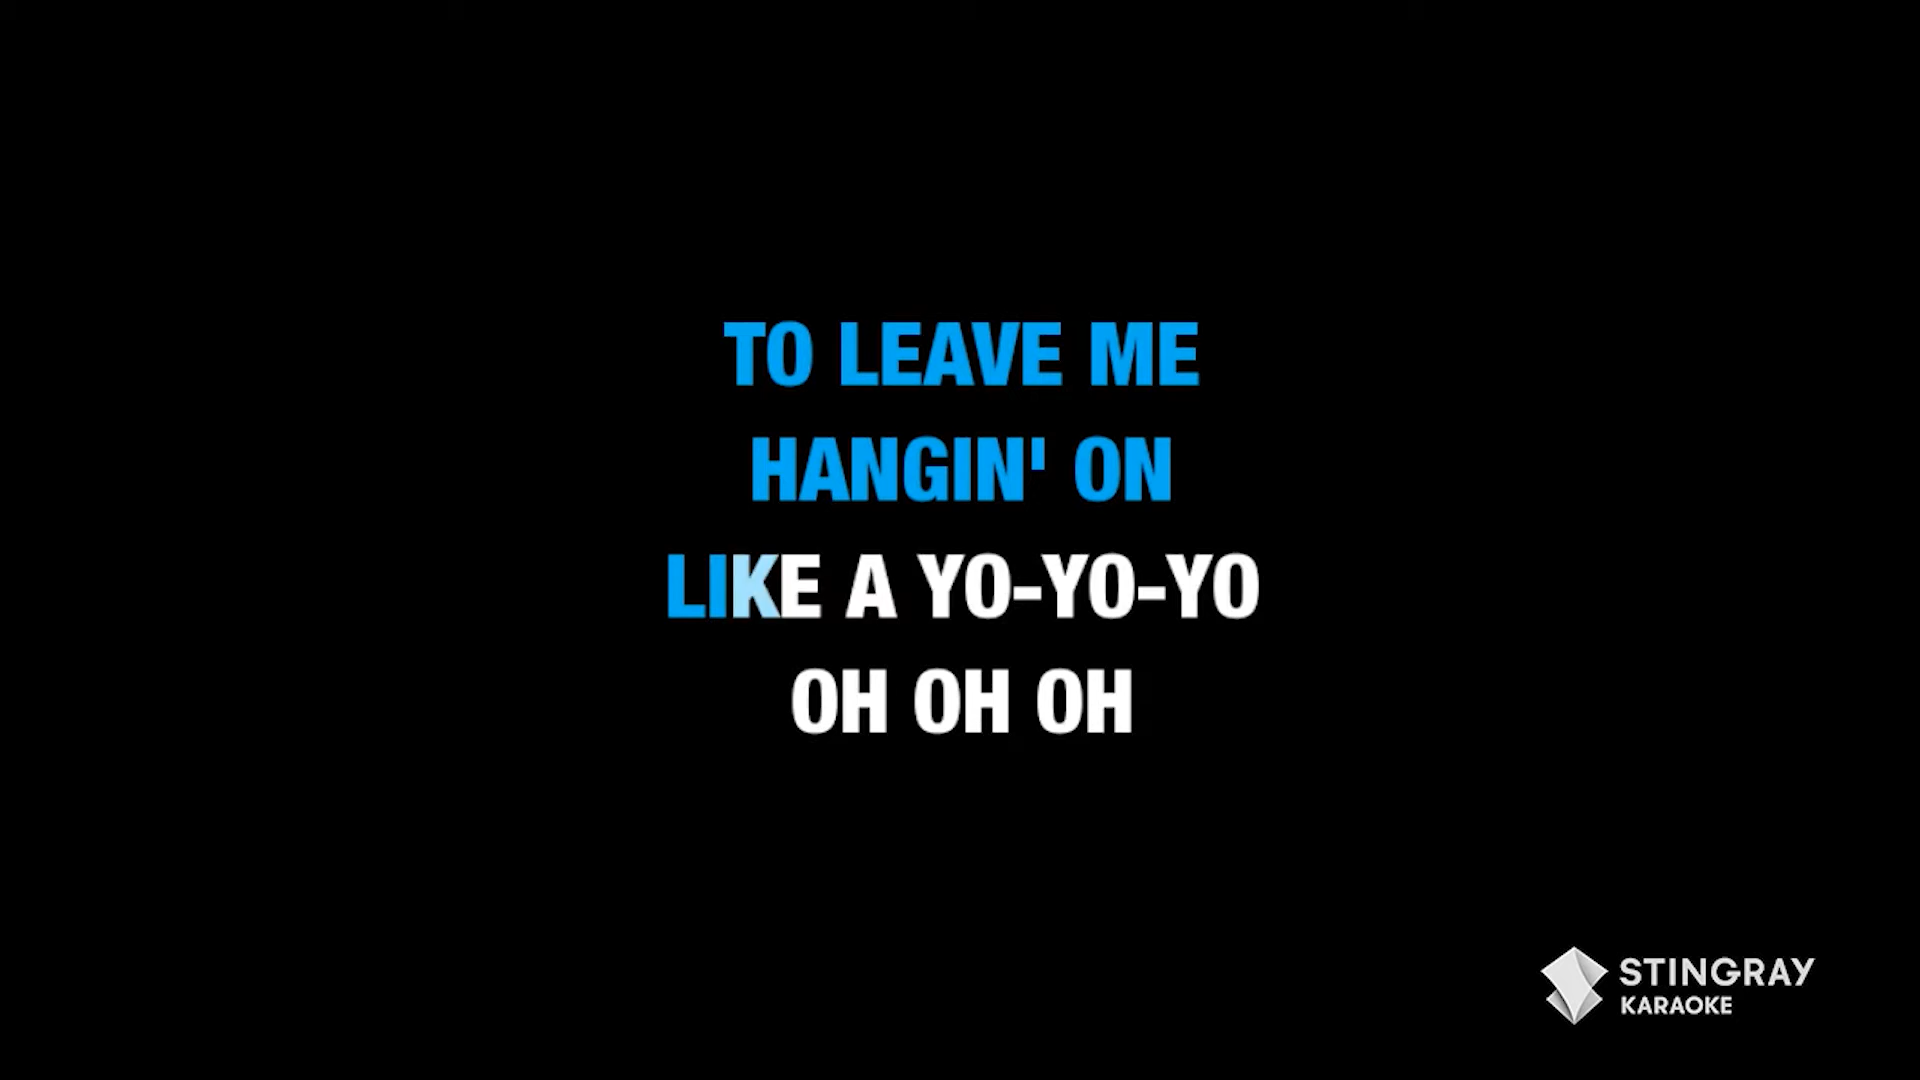 TO LEAVE ME
HANGIN' ON
LIKE A YO-YO-YO
OH OH OH
STINGRAY
KARAOKE